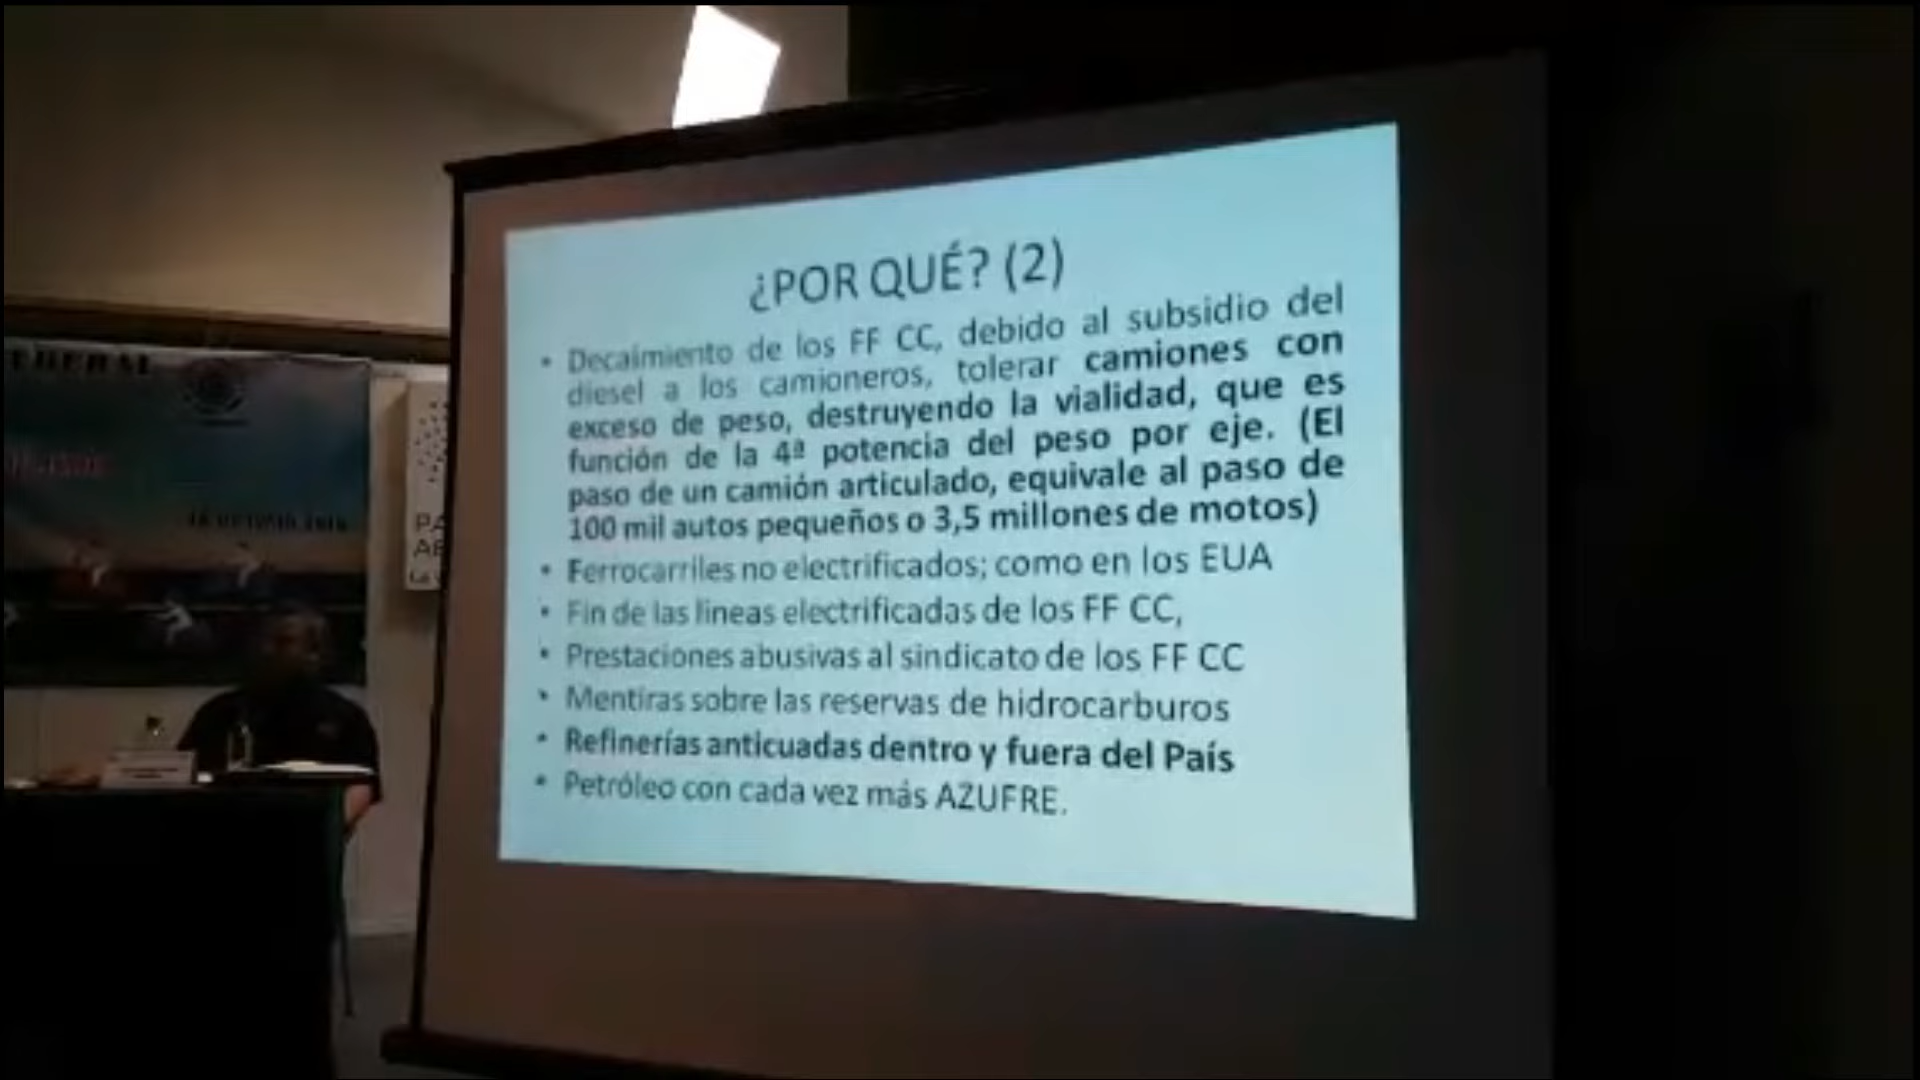 ¿POR QUÉ? (2)
• Decaimiento de los FF CC, debido al subsidio del
diesel a los camioneros, tolerar camiones con
exceso de peso, destruyendo la vialidad, que es
función de la 4ª potencia del peso por eje. (El
paso de un camión articulado, equivale al paso de
100 mil autos pequeños o 3,5 millones de motos)
• Ferrocarriles no electrificados; como en los EUA
• Fin de las lineas electrificadas de los FF CC,
• Prestaciones abusivas al sindicato de los FF CC
• Mentiras sobre las reservas de hidrocarburos
• Refinerías anticuadas dentro y fuera del País
• Petróleo con cada vez más AZUFRE.
PA
AB